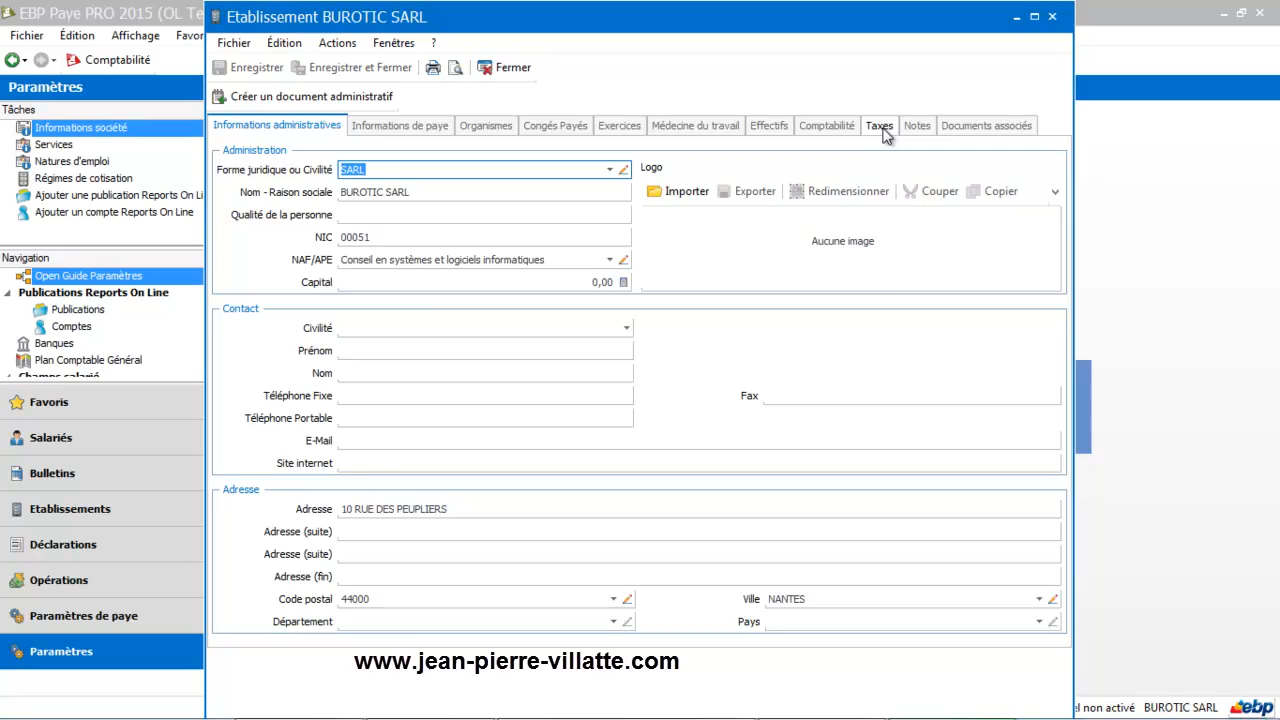 EBP Paye PRO 2015 (OL Te
Fichier Édition Affichage Favor
Comptabilité
Paramètres
Tâches
Informations société
Services
Natures d'emploi
Régimes de cotisation
Ajouter une publication Reports On Li
Ajouter un compte Reports On Line
Navigation
Open Guide Paramètres
Publications Reports On Line
Publications
Comptes
Banques
Plan Comptable Général
Champs salarié
Favoris
Salariés
Bulletins
Etablissements
Déclarations
Opérations
Paramètres de paye
Paramètres
Etablissement BUROTIC SARL
Fichier Édition Actions Fenêtres ?
Enregistrer Enregistrer et Fermer Fermer
Créer un document administratif
Informations administratives Informations de paye Organismes Congés Payés Exercices Médecine du travail Effectifs Comptabilité Taxes Notes Documents associés
Administration
Forme juridique ou Civilité SARL
Nom - Raison sociale BUROTIC SARL
Qualité de la personne
NIC 00051
NAF/APE Conseil en systèmes et logiciels informatiques
Capital 0,00
Logo
Importer Exporter Redimensionner Couper Copier
Aucune image
Contact
Civilité
Prénom
Nom
Téléphone Fixe Fax
Téléphone Portable
E-Mail
Site internet
Adresse
Adresse 10 RUE DES PEUPLIERS
Adresse (suite)
Adresse (suite)
Adresse (fin)
Code postal 44000 Ville NANTES
Département Pays
www.jean-pierre-villatte.com
el non activé BUROTIC SARL ebp